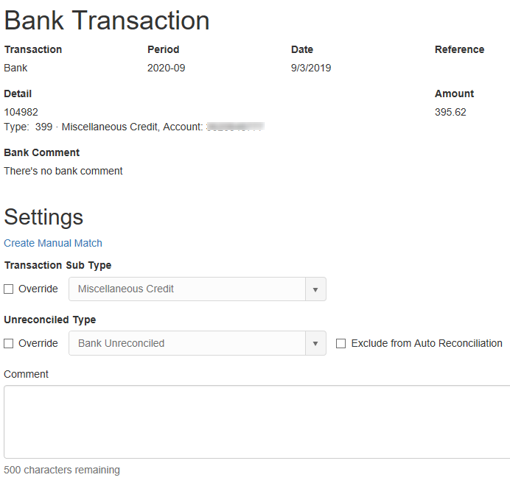 Bank Transaction
Transaction Period Date Reference
Bank 2020-09 9/3/2019
Detail Amount
104982 395.62
Type: 399 · Miscellaneous Credit, Account:
Bank Comment
There's no bank comment
Settings
Create Manual Match
Transaction Sub Type
Override Miscellaneous Credit
Unreconciled Type
Override Bank Unreconciled Exclude from Auto Reconciliation
Comment
500 characters remaining